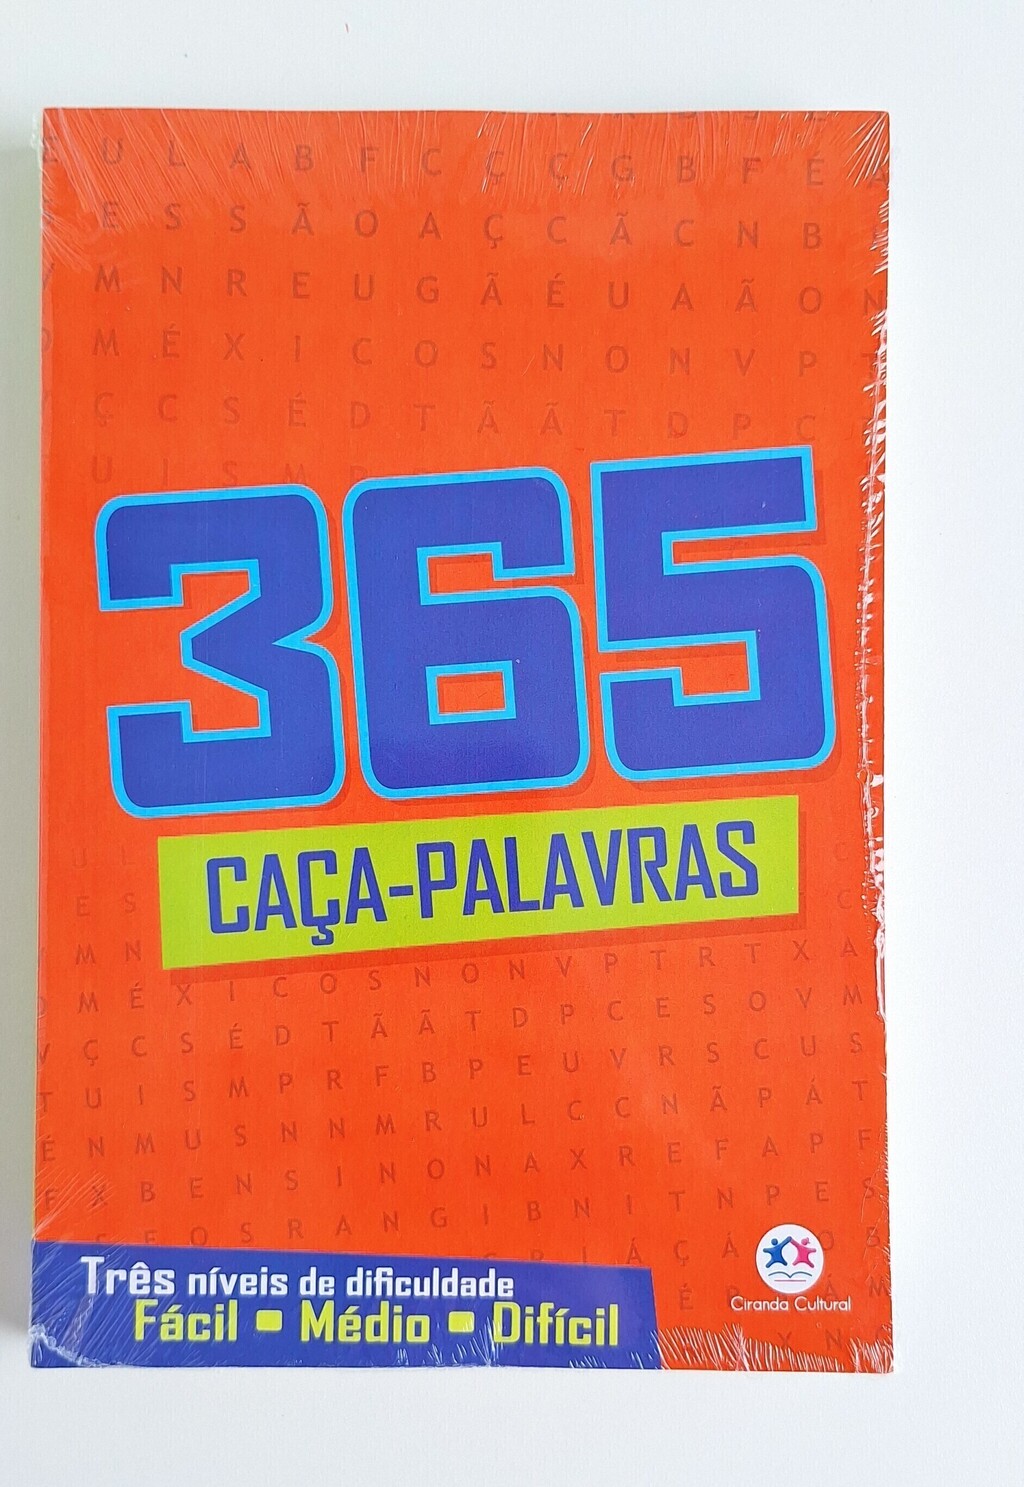 U L A B F C Ç Ç G B F É
E S S Ã O A Ç C Ã C N B
M N R E U G Ã É U A Ã O N
M É X I C O S N O N V P
Ç C S É D T Ã Ã T D P C
U I S M P
365
CAÇA-PALAVRAS
M N
M É X I C O S N O N V P T R T X A
Ç C S É D T Ã Ã T D P C E S O V M
T U I S M P R F B P E U V R S C U S
É N M U S N N M R U L C C N Ã P Á T
F X B E N S I N O N A X R E F A P F
E F O S R A N G I B N I T N P E S
R I Á Ç Á O B
Três níveis de dificuldade
Fácil Médio Difícil
Ciranda Cultural